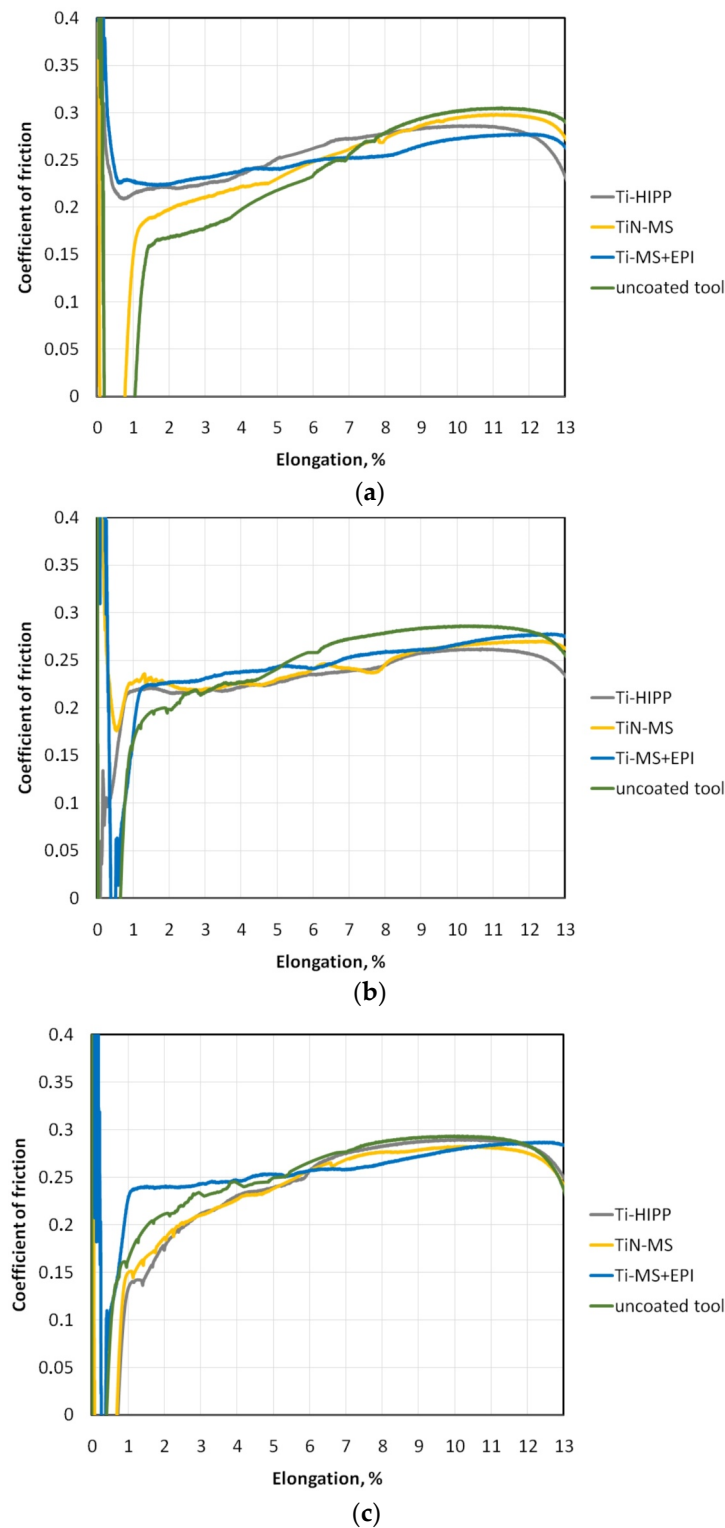 0.4
0.35
0.3
0.25
0.2
0.15
0.1
0.05
0
Coefficient of friction
0 1 2 3 4 5 6 7 8 9 10 11 12 13
Elongation, %
Ti-HIPP
TiN-MS
Ti-MS+EPI
uncoated tool
(a)
0.4
0.35
0.3
0.25
0.2
0.15
0.1
0.05
0
Coefficient of friction
0 1 2 3 4 5 6 7 8 9 10 11 12 13
Elongation, %
Ti-HIPP
TiN-MS
Ti-MS+EPI
uncoated tool
(b)
0.4
0.35
0.3
0.25
0.2
0.15
0.1
0.05
0
Coefficient of friction
0 1 2 3 4 5 6 7 8 9 10 11 12 13
Elongation, %
Ti-HIPP
TiN-MS
Ti-MS+EPI
uncoated tool
(c)